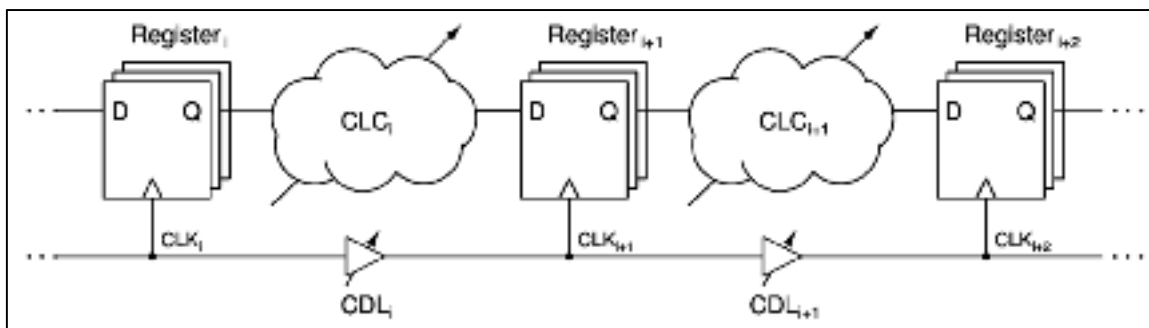 Register i Register i+1 Register i+2
D Q CLC i D Q CLC i+1 D Q
CLK i CLK i+1 CLK i+2
CDL i CDL i+1